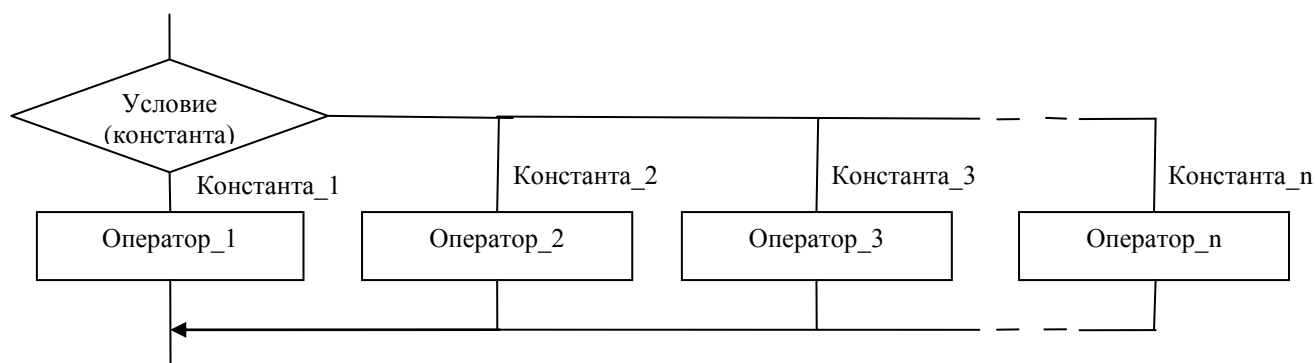 Условие
(константа)
Константа_1
Константа_2
Константа_3
Константа_n
Оператор_1
Оператор_2
Оператор_3
Оператор_n